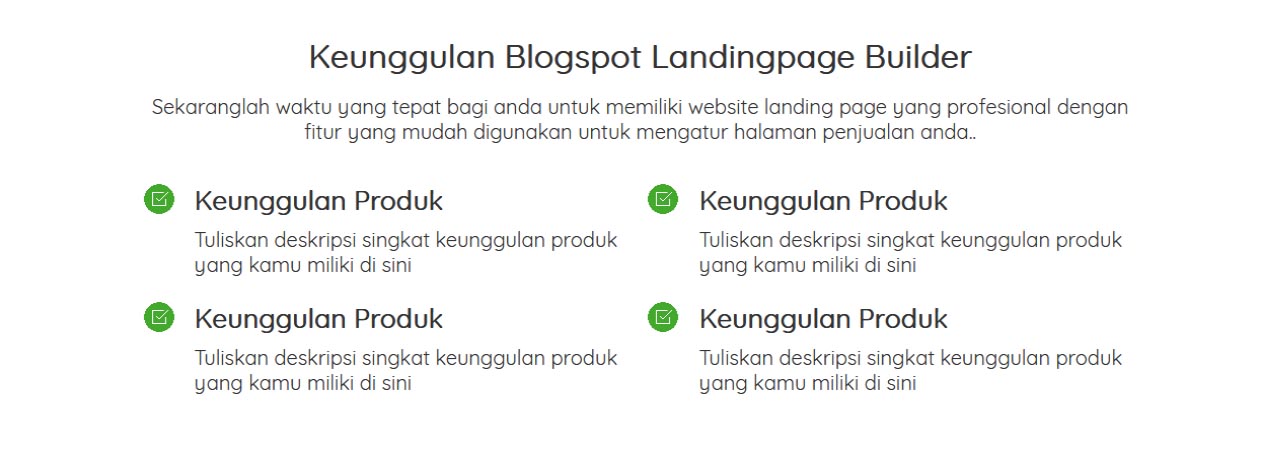 Keunggulan Blogspot Landingpage Builder
Sekaranglah waktu yang tepat bagi anda untuk memiliki website landing page yang profesional dengan
fitur yang mudah digunakan untuk mengatur halaman penjualan anda..
Keunggulan Produk
Tuliskan deskripsi singkat keunggulan produk
yang kamu miliki di sini
Keunggulan Produk
Tuliskan deskripsi singkat keunggulan produk
yang kamu miliki di sini
Keunggulan Produk
Tuliskan deskripsi singkat keunggulan produk
yang kamu miliki di sini
Keunggulan Produk
Tuliskan deskripsi singkat keunggulan produk
yang kamu miliki di sini